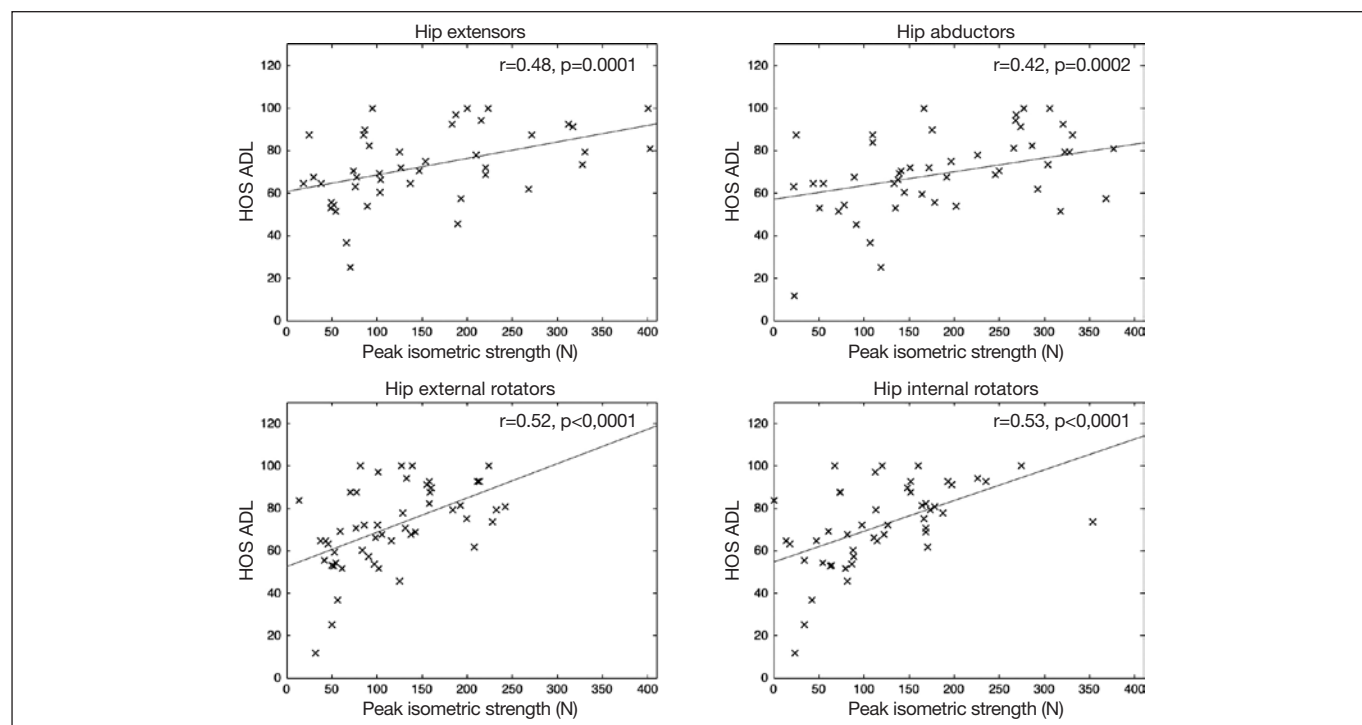 Hip extensors
r=0.48, p=0.0001
HOS ADL
120
100
80
60
40
20
0
0 50 100 150 200 250 300 350 400
Peak isometric strength (N)
Hip abductors
r=0.42, p=0.0002
HOS ADL
120
100
80
60
40
20
0
0 50 100 150 200 250 300 350 400
Peak isometric strength (N)
Hip external rotators
r=0.52, p<0,0001
HOS ADL
120
100
80
60
40
20
0
0 50 100 150 200 250 300 350 400
Peak isometric strength (N)
Hip internal rotators
r=0.53, p<0,0001
HOS ADL
120
100
80
60
40
20
0
0 50 100 150 200 250 300 350 400
Peak isometric strength (N)